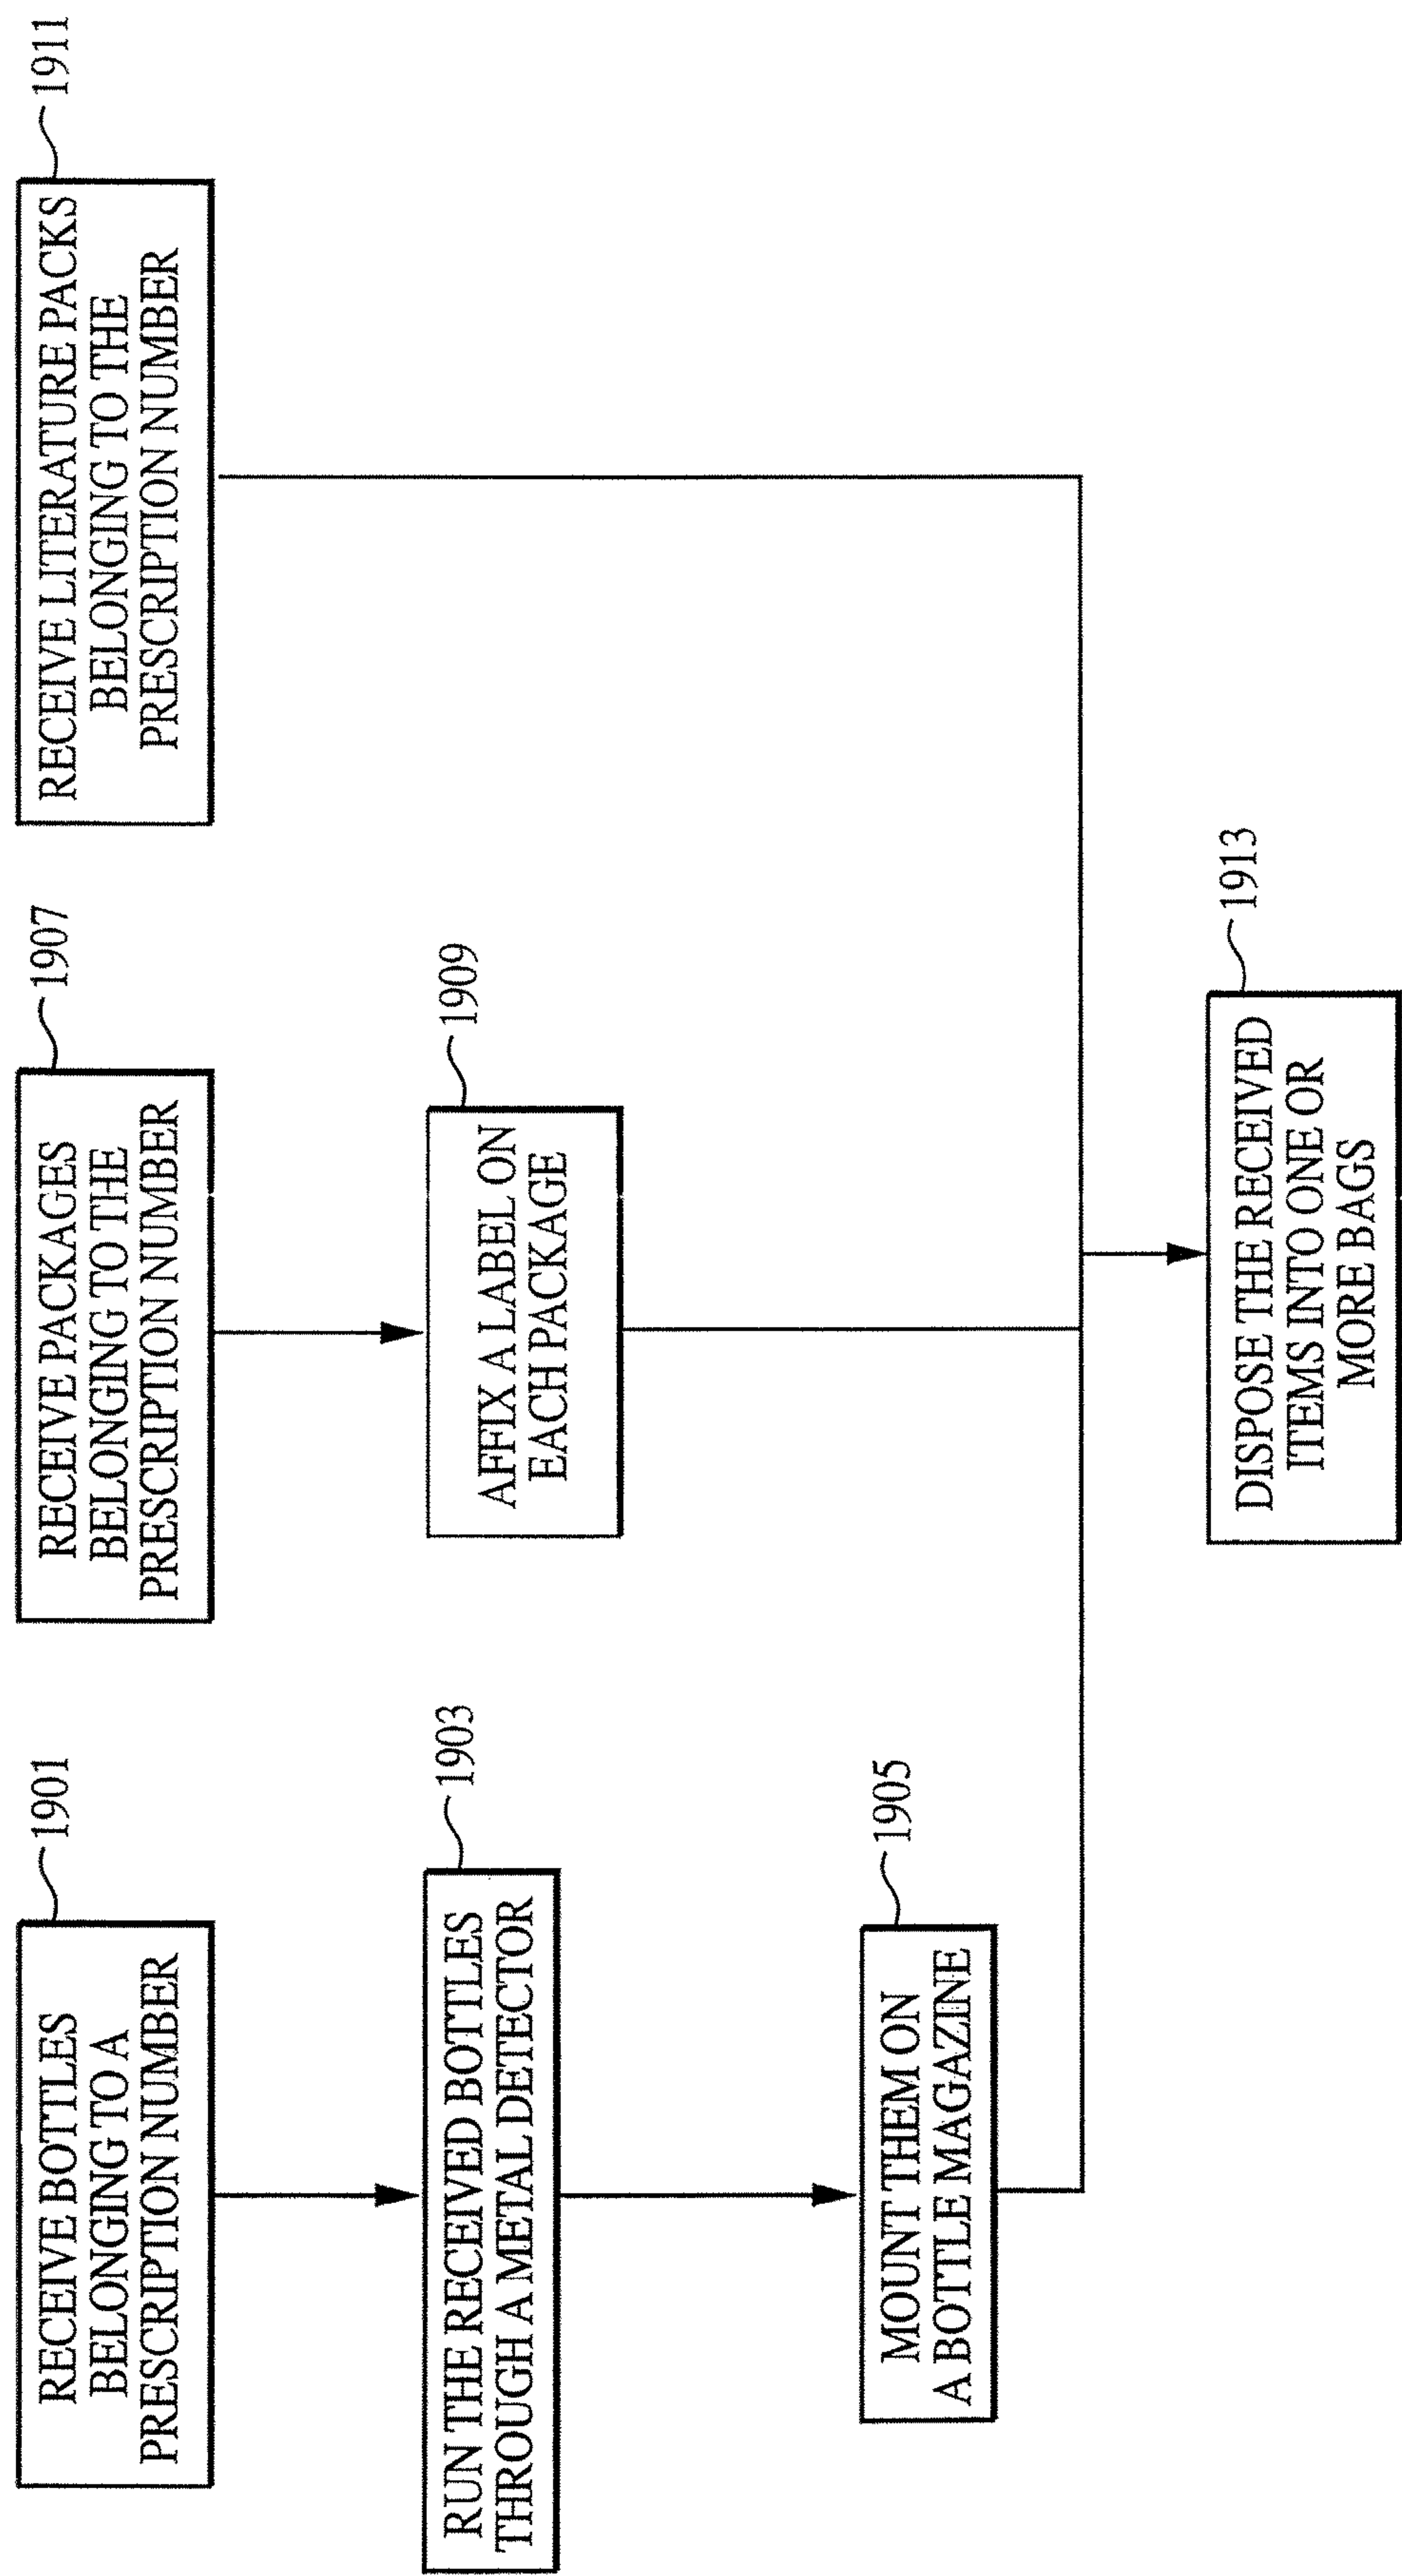 RECEIVE BOTTLES
BELONGING TO A
PRESCRIPTION NUMBER
1901
RUN THE RECEIVED BOTTLES
THROUGH A METAL DETECTOR
1903
MOUNT THEM ON
A BOTTLE MAGAZINE
1905
RECEIVE PACKAGES
BELONGING TO THE
PRESCRIPTION NUMBER
1907
AFFIX A LABEL ON
EACH PACKAGE
1909
RECEIVE LITERATURE PACKS
BELONGING TO THE
PRESCRIPTION NUMBER
1911
DISPOSE THE RECEIVED
ITEMS INTO ONE OR
MORE BAGS
1913